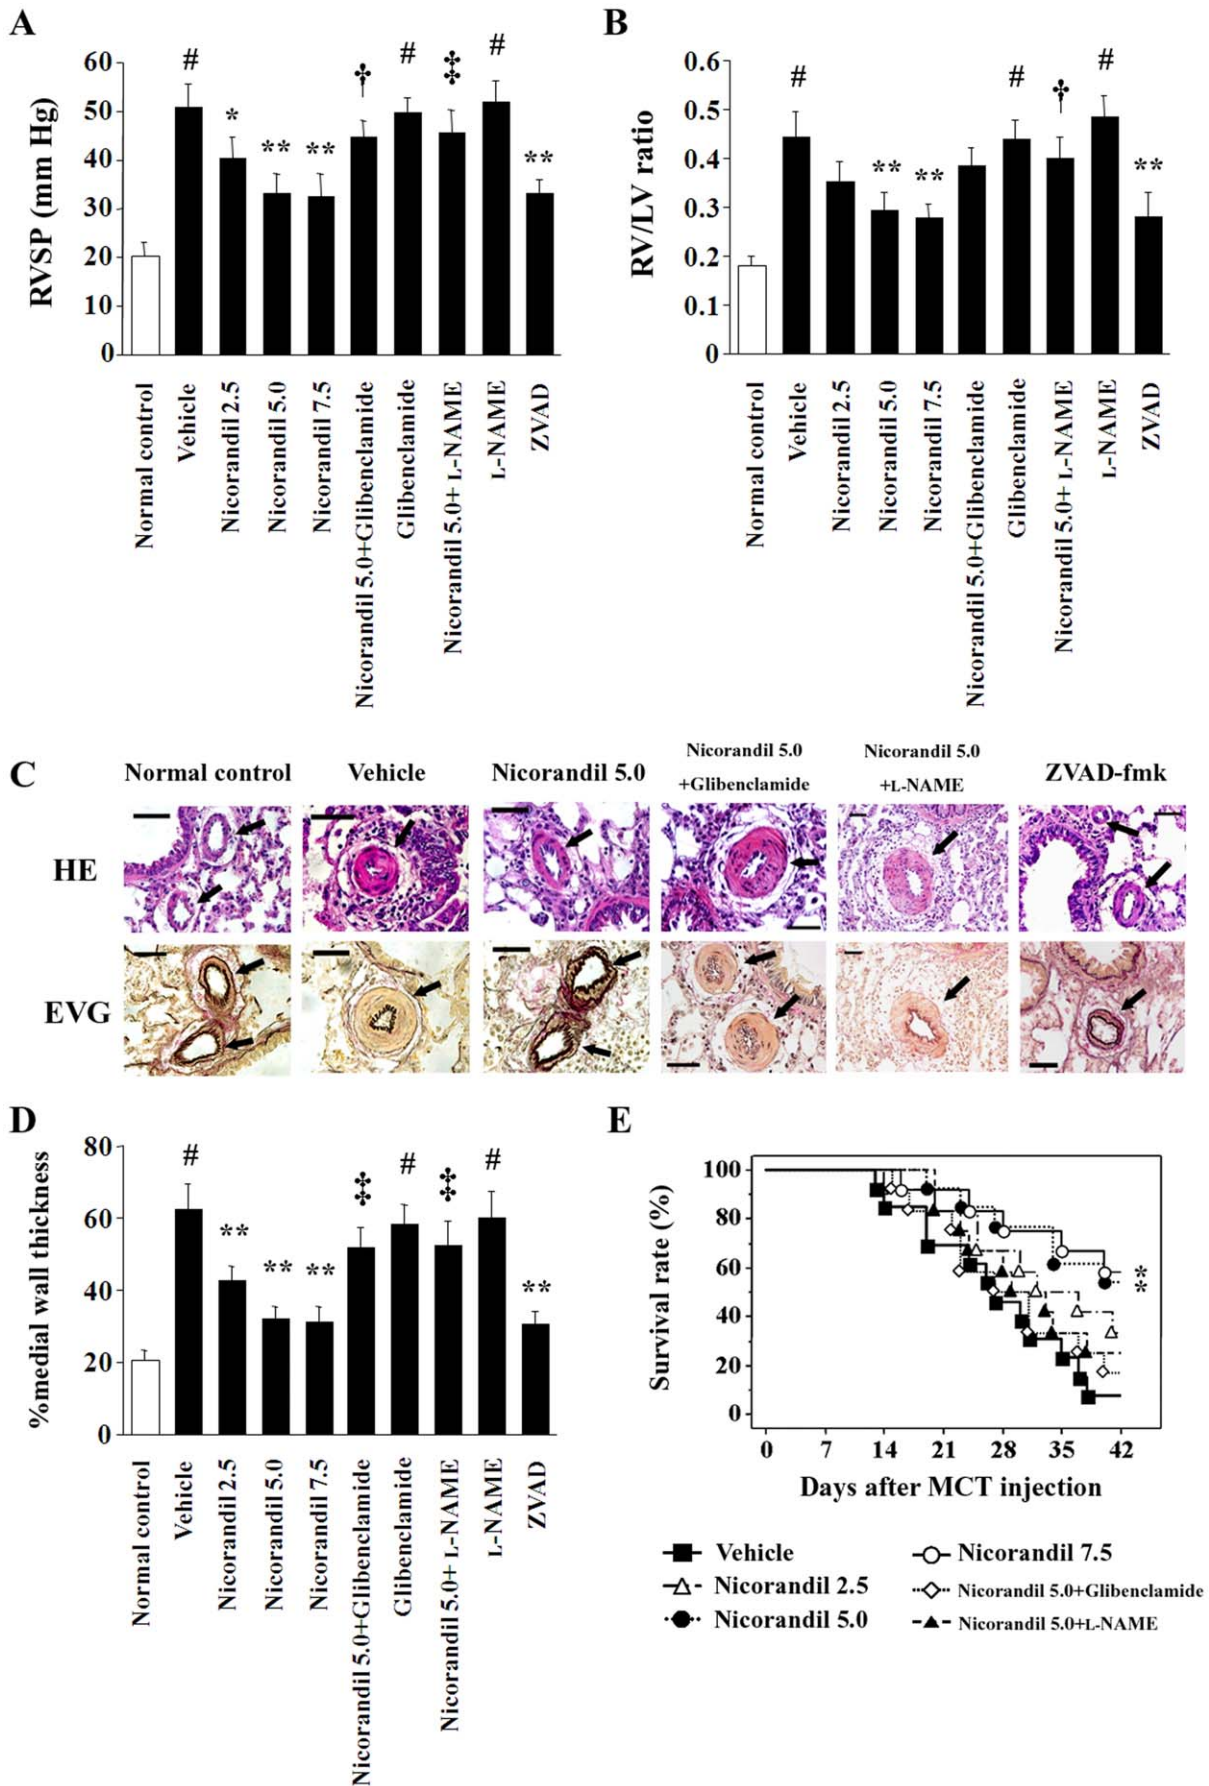 A
RVSP (mm Hg)
60
50
40
30
20
10
0
#
*
**
**
†
#
‡
#
**
Normal control
Vehicle
Nicorandil 2.5
Nicorandil 5.0
Nicorandil 7.5
Nicorandil 5.0+Glibenclamide
Glibenclamide
Nicorandil 5.0+ L-NAME
L-NAME
ZVAD
B
RV/LV ratio
0.6
0.5
0.4
0.3
0.2
0.1
0
#
**
**
#
†
#
**
Normal control
Vehicle
Nicorandil 2.5
Nicorandil 5.0
Nicorandil 7.5
Nicorandil 5.0+Glibenclamide
Glibenclamide
Nicorandil 5.0+ L-NAME
L-NAME
ZVAD
C
Normal control
Vehicle
Nicorandil 5.0
Nicorandil 5.0
+Glibenclamide
Nicorandil 5.0
+L-NAME
ZVAD-fmk
HE
EVG
D
%medial wall thickness
80
60
40
20
0
#
**
**
**
‡
#
‡
#
**
Normal control
Vehicle
Nicorandil 2.5
Nicorandil 5.0
Nicorandil 7.5
Nicorandil 5.0+Glibenclamide
Glibenclamide
Nicorandil 5.0+ L-NAME
L-NAME
ZVAD
E
Survival rate (%)
100
80
60
40
20
0
*
*
0 7 14 21 28 35 42
Days after MCT injection
Vehicle
Nicorandil 2.5
Nicorandil 5.0
Nicorandil 7.5
Nicorandil 5.0+Glibenclamide
Nicorandil 5.0+L-NAME